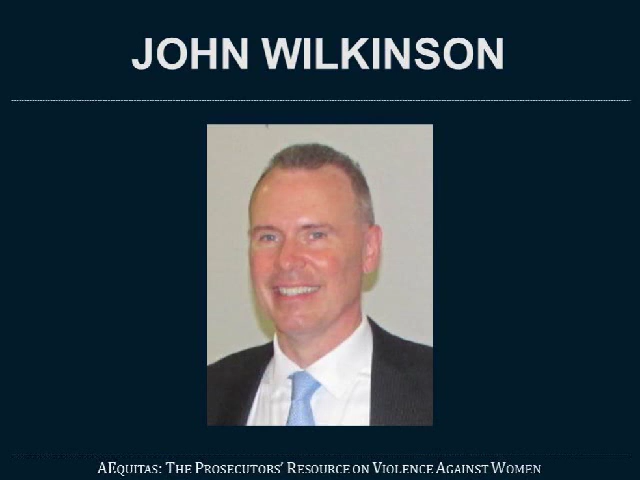 JOHN WILKINSON
AEQUITAS: THE PROSECUTORS' RESOURCE ON VIOLENCE AGAINST WOMEN